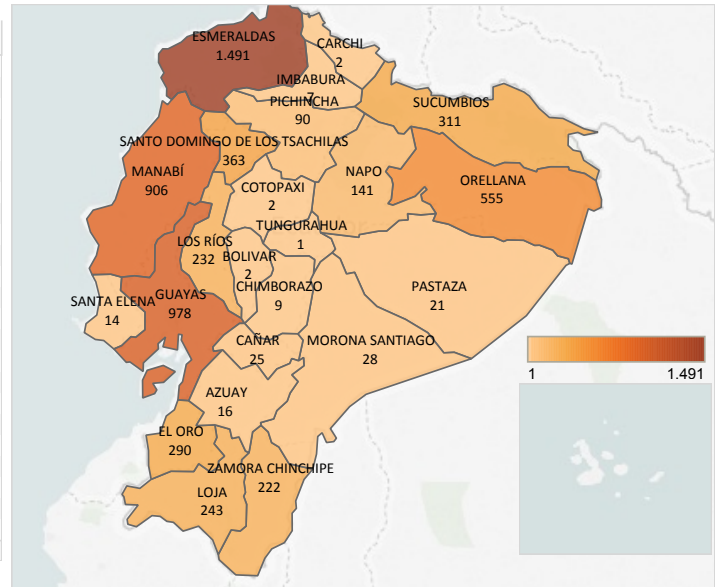 ESMERALDAS
1.491
CARCHI
2
IMBABURA
7
PICHINCHA
90
SUCUMBIOS
311
SANTO DOMINGO DE LOS TSACHILAS
363
MANABÍ
906
NAPO
141
ORELLANA
555
COTOPAXI
2
TUNGURAHUA
1
LOS RÍOS
232
BOLIVAR
2
CHIMBORAZO
9
PASTAZA
21
SANTA ELENA
14
GUAYAS
978
CAÑAR
25
MORONA SANTIAGO
28
1 1.491
AZUAY
16
EL ORO
290
ZAMORA CHINCHIPE
222
LOJA
243